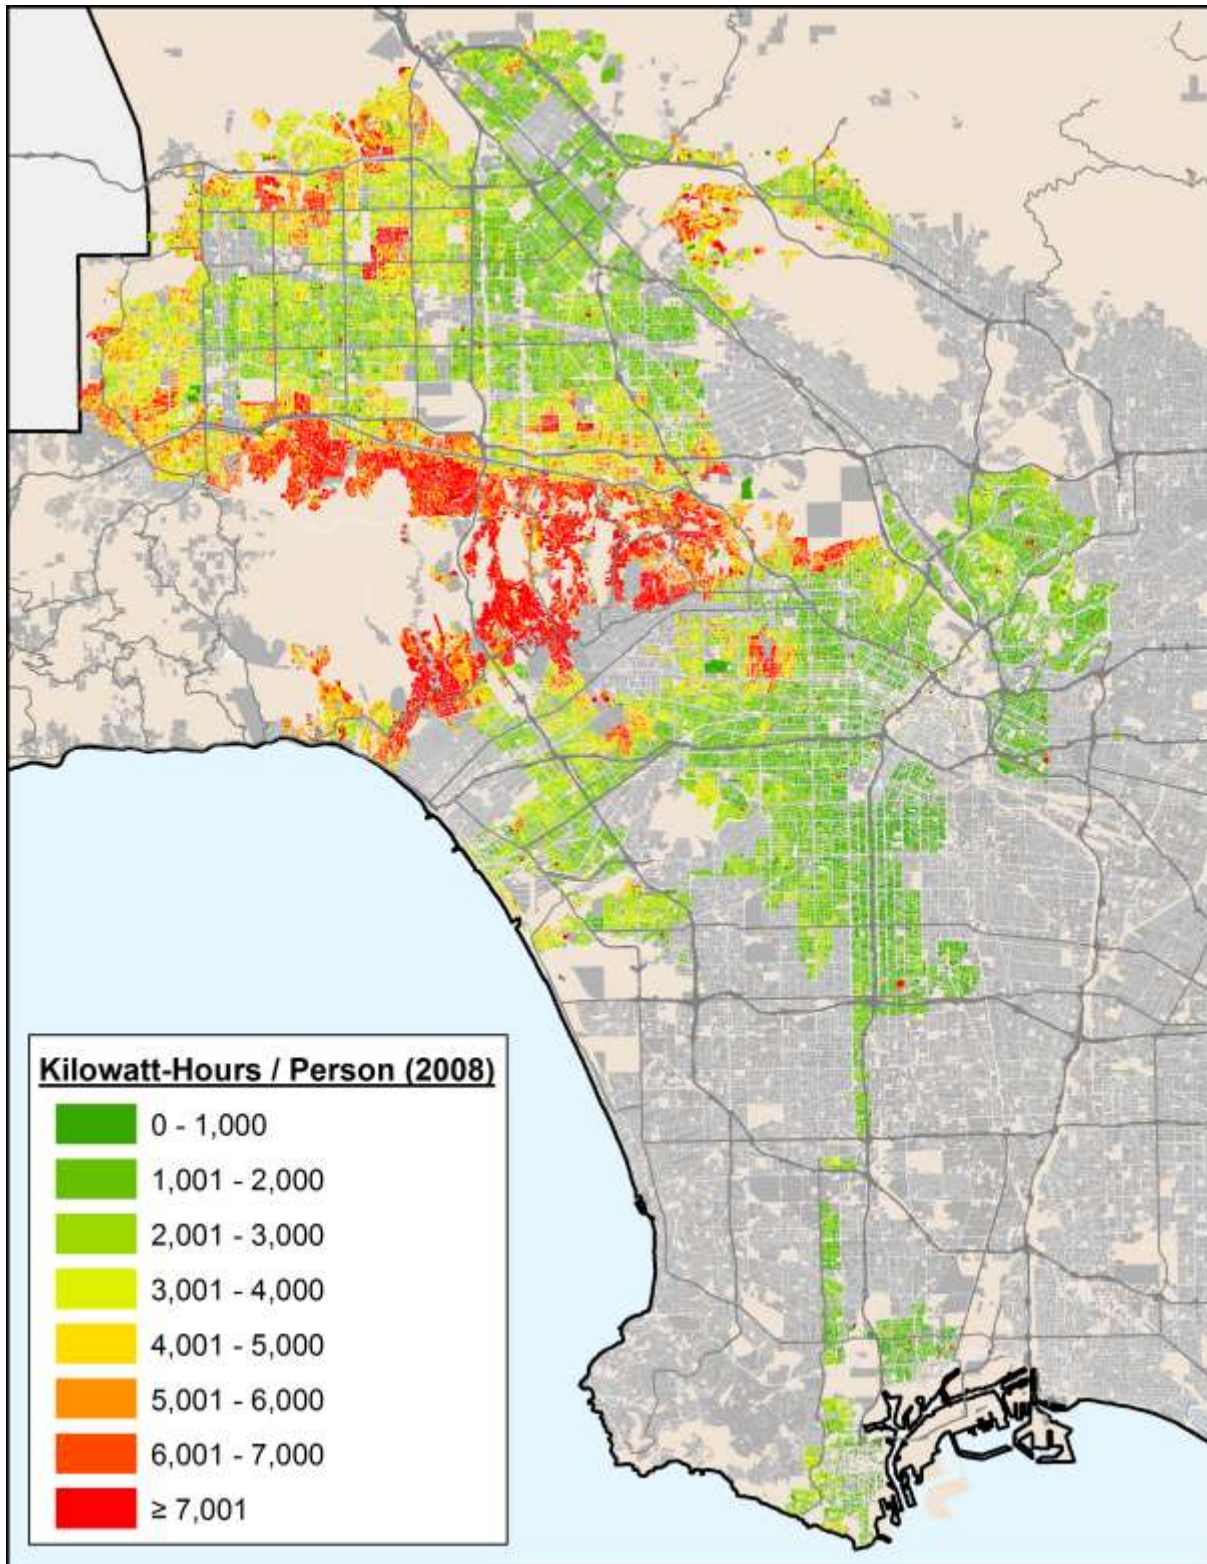 Kilowatt-Hours / Person (2008)
0 - 1,000
1,001 - 2,000
2,001 - 3,000
3,001 - 4,000
4,001 - 5,000
5,001 - 6,000
6,001 - 7,000
≥ 7,001